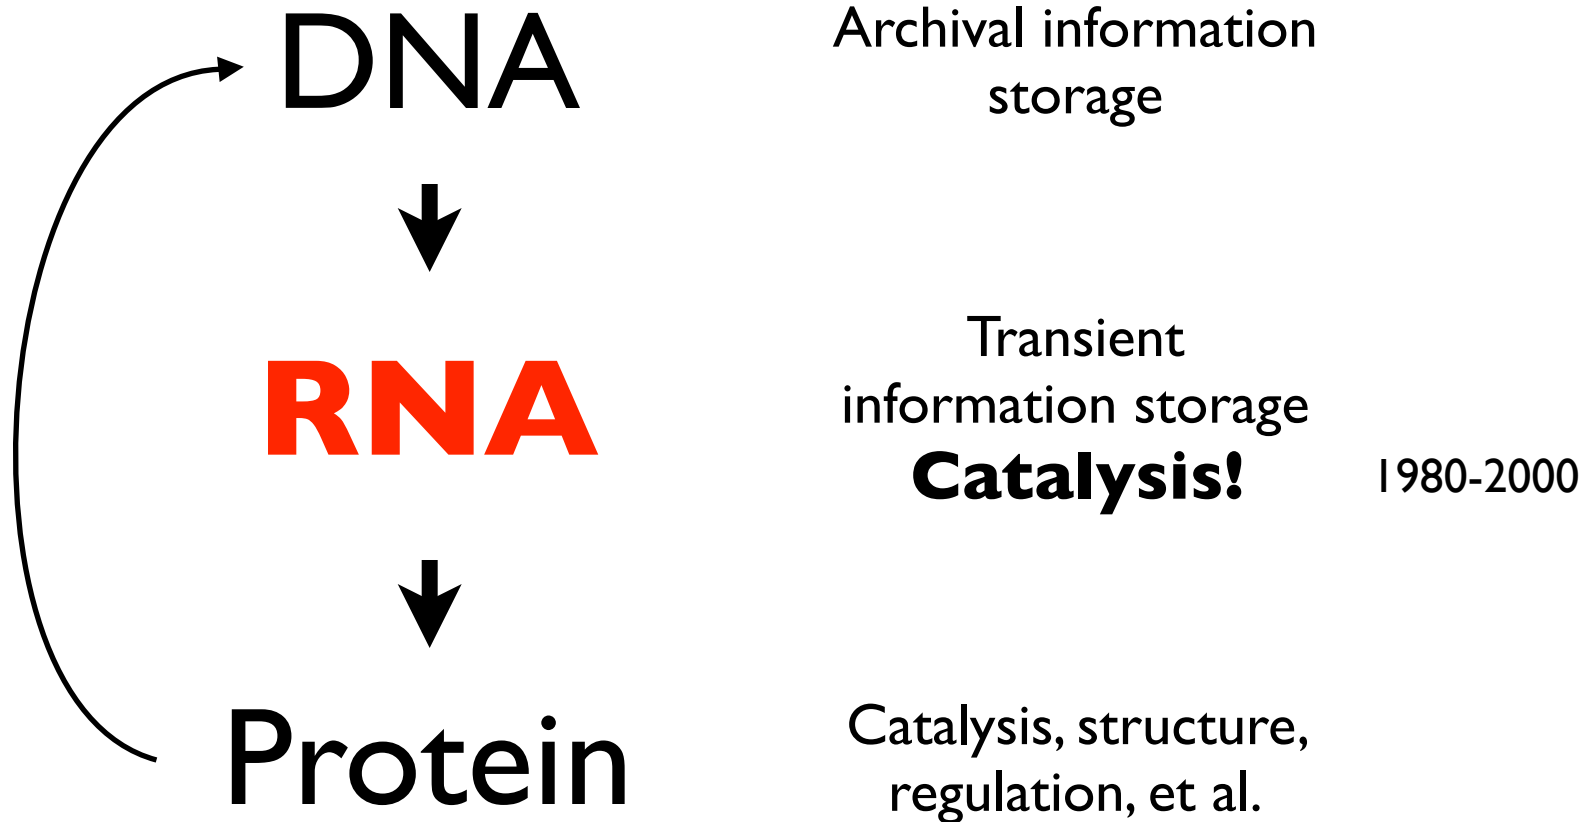 DNA
Archival information
storage
RNA
Transient
information storage
Catalysis!
1980-2000
Protein
Catalysis, structure,
regulation, et al.